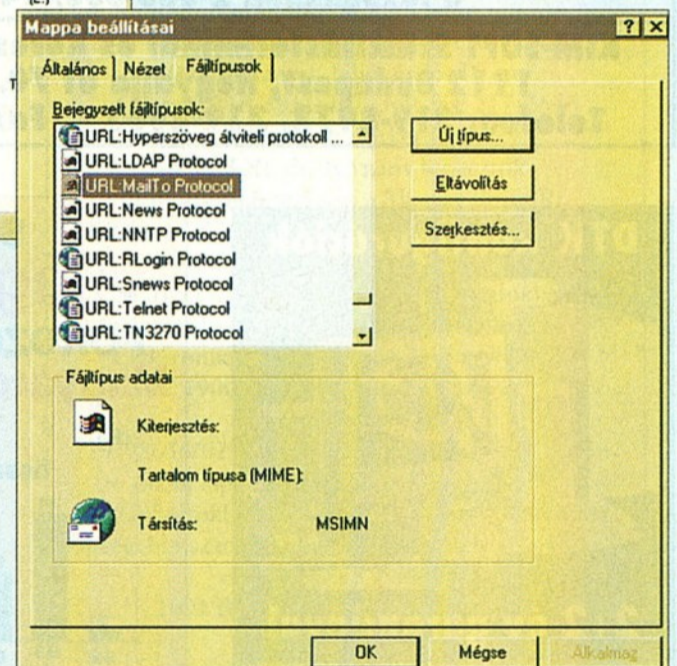 Mappa beállításai
Általános Nézet Fájltípusok
Bejegyzett fájltípusok:
URL:Hyperszöveg átviteli protokoll ...
URL:LDAP Protocol
URL:MailTo Protocol
URL:News Protocol
URL:NNTP Protocol
URL:RLogin Protocol
URL:Snews Protocol
URL:Telnet Protocol
URL:TN3270 Protocol
Új típus...
Eltávolítás
Szerkesztés...
Fájltípus adatai
Kiterjesztés:
Tartalom típusa (MIME):
Társítás: MSIMN
OK Mégse Alkalmaz